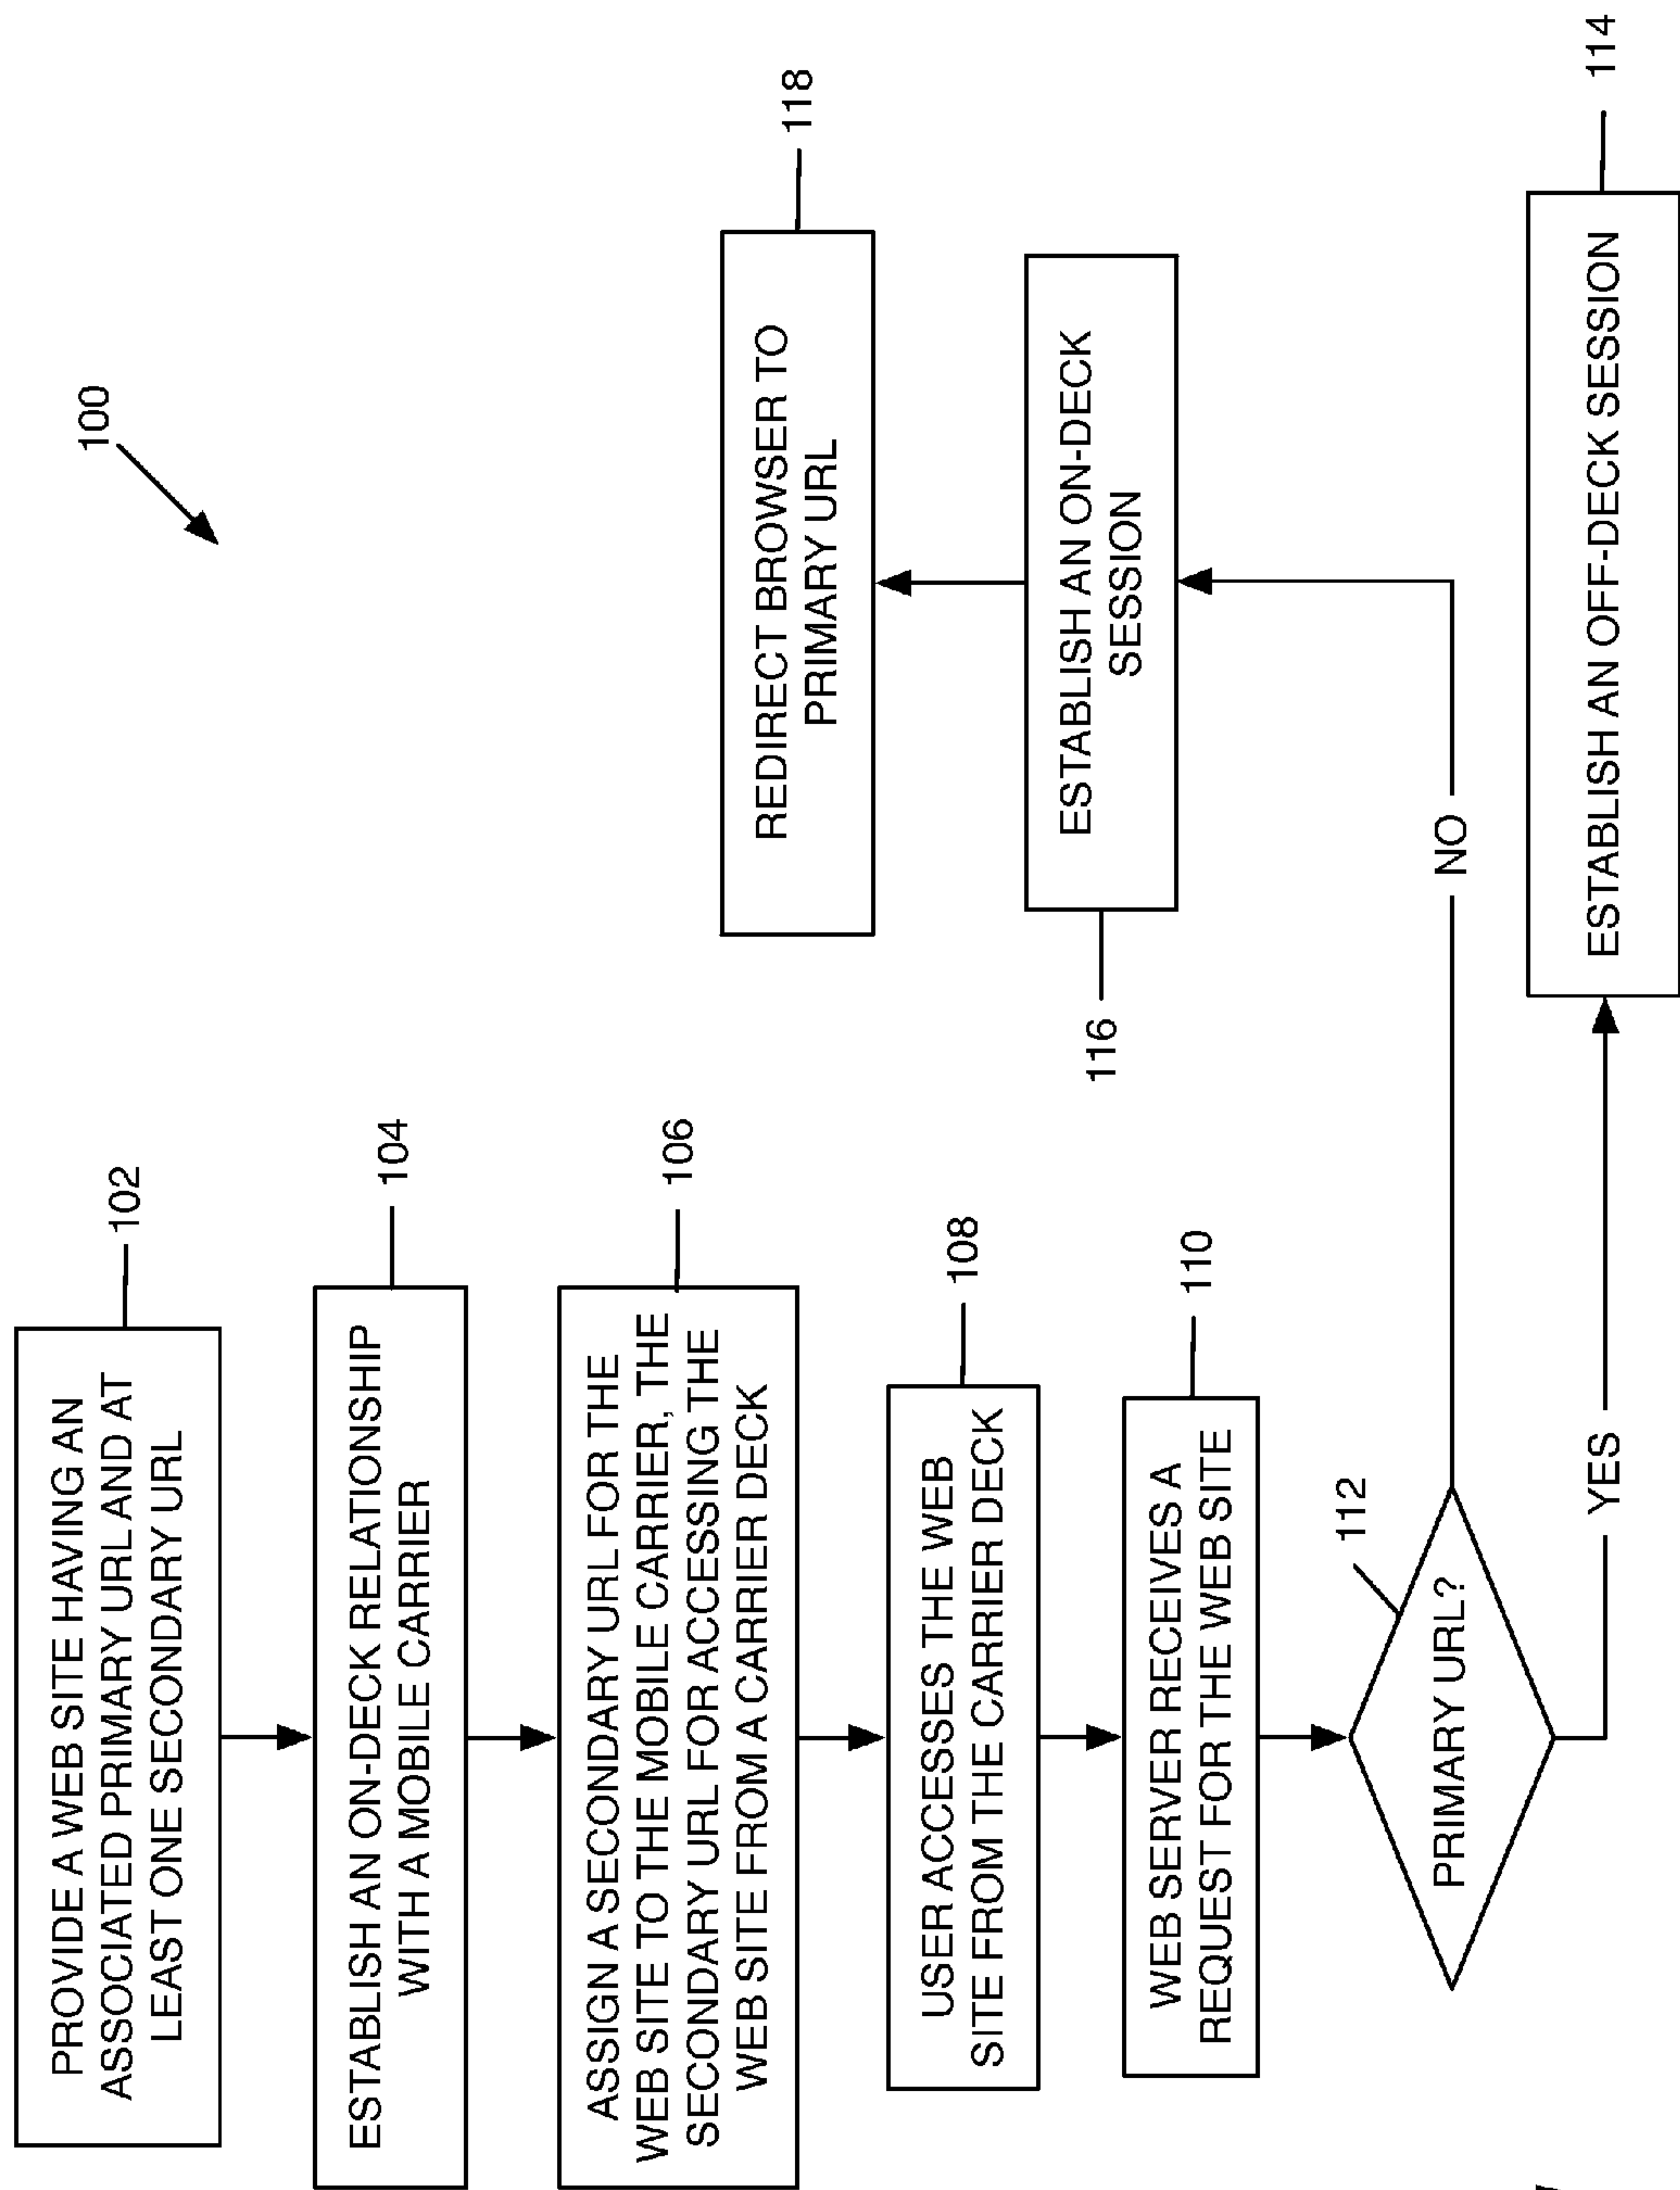 100
PROVIDE A WEB SITE HAVING AN
ASSOCIATED PRIMARY URL AND AT
LEAST ONE SECONDARY URL
102
ESTABLISH AN ON-DECK RELATIONSHIP
WITH A MOBILE CARRIER
104
ASSIGN A SECONDARY URL FOR THE
WEB SITE TO THE MOBILE CARRIER, THE
SECONDARY URL FOR ACCESSING THE
WEB SITE FROM A CARRIER DECK
106
USER ACCESSES THE WEB
SITE FROM THE CARRIER DECK
108
WEB SERVER RECEIVES A
REQUEST FOR THE WEB SITE
110
PRIMARY URL?
112
NO
YES
ESTABLISH AN OFF-DECK SESSION
114
ESTABLISH AN ON-DECK
SESSION
116
REDIRECT BROWSER TO
PRIMARY URL
118